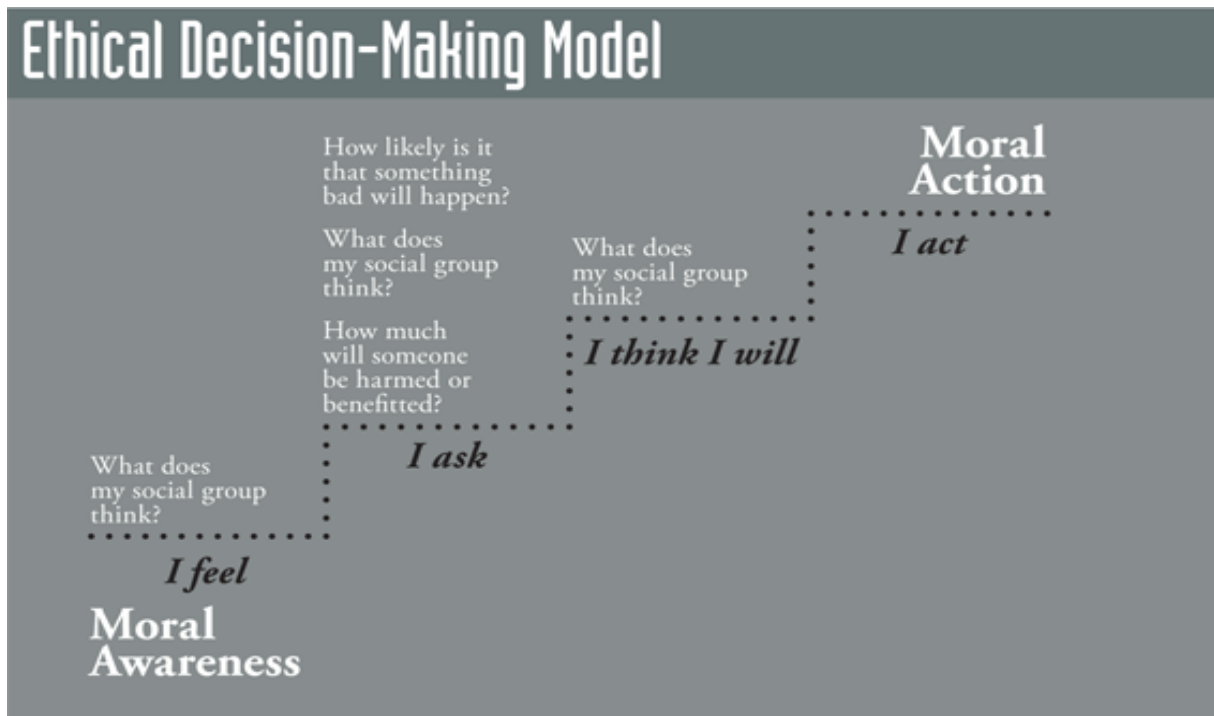 Ethical Decision-Making Model
How likely is it
that something
bad will happen?
What does
my social group
think?
How much
will someone
be harmed or
benefitted?
I ask
What does
my social group
think?
I feel
Moral
Awareness
What does
my social group
think?
I think I will
Moral
Action
I act